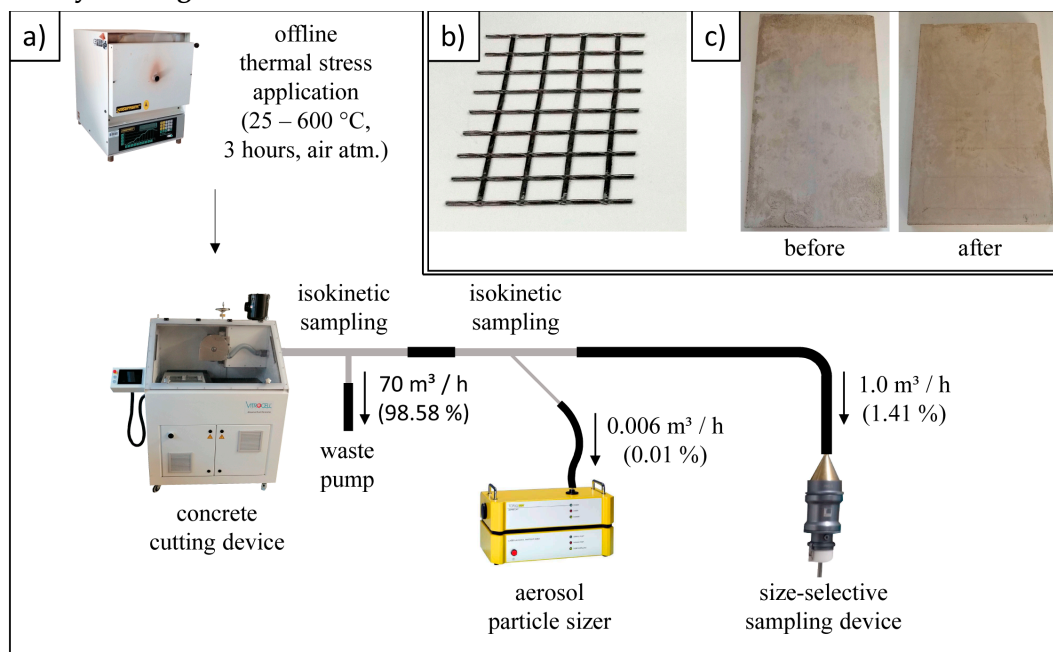 a)
offline
thermal stress
application
(25 – 600 °C,
3 hours, air atm.)
b)
c)
before
after
isokinetic
sampling
isokinetic
sampling
70 m³ / h
(98.58 %)
1.0 m³ / h
(1.41 %)
0.006 m³ / h
(0.01 %)
waste
pump
VITROCELL
concrete
cutting device
aerosol
particle sizer
size-selective
sampling device